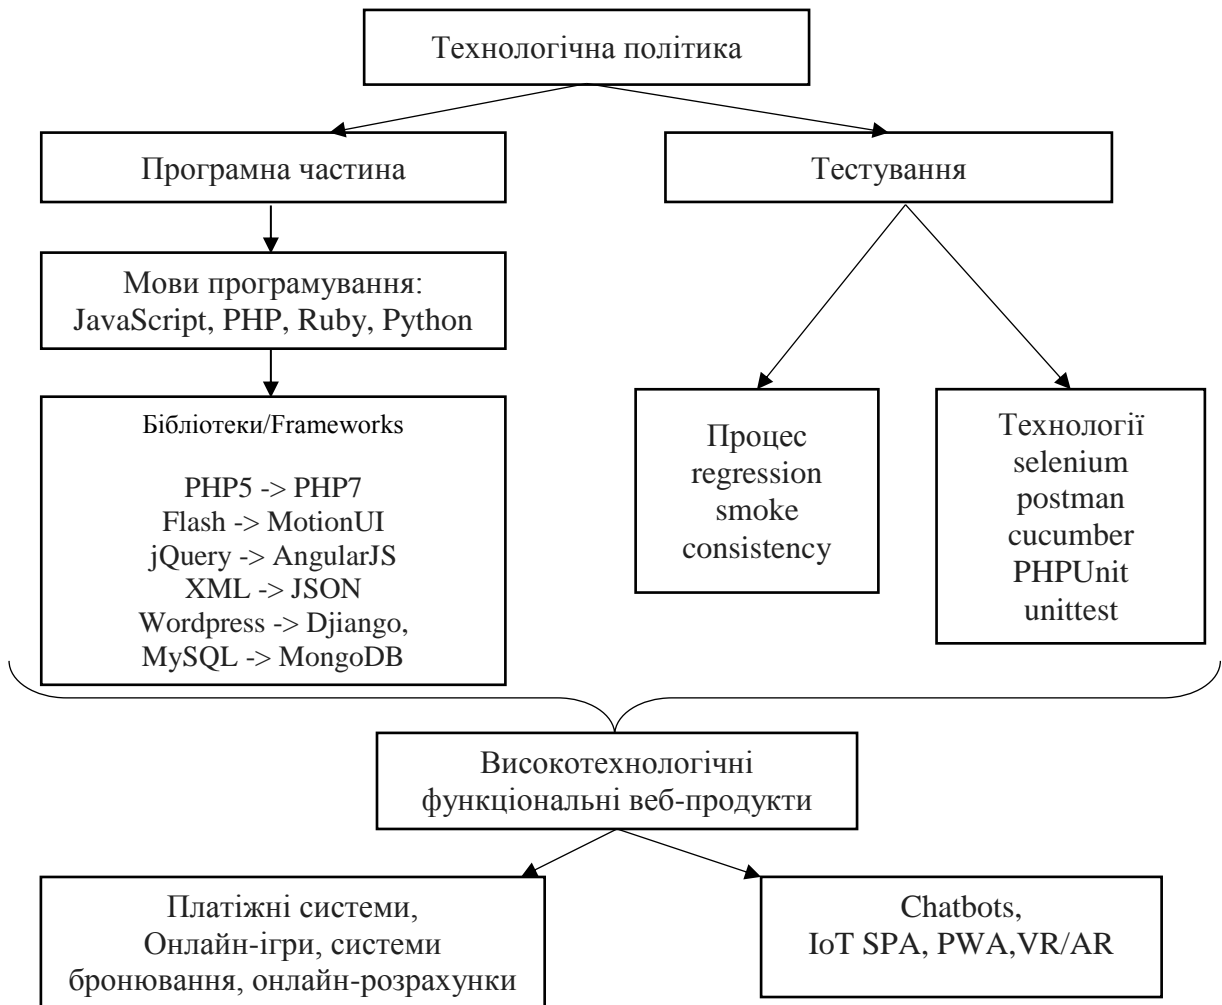 Технологічна політика
Програмна частина
Тестування
Мови програмування:
JavaScript, PHP, Ruby, Python
Бібліотеки/Frameworks
PHP5 -> PHP7
Flash -> MotionUI
jQuery -> AngularJS
XML -> JSON
Wordpress -> Djiango,
MySQL -> MongoDB
Процес
regression
smoke
consistency
Технології
selenium
postman
cucumber
PHPUnit
unittest
Високотехнологічні
функціональні веб-продукти
Платіжні системи,
Онлайн-ігри, системи
бронювання, онлайн-розрахунки
Chatbots,
IoT SPA, PWA,VR/AR